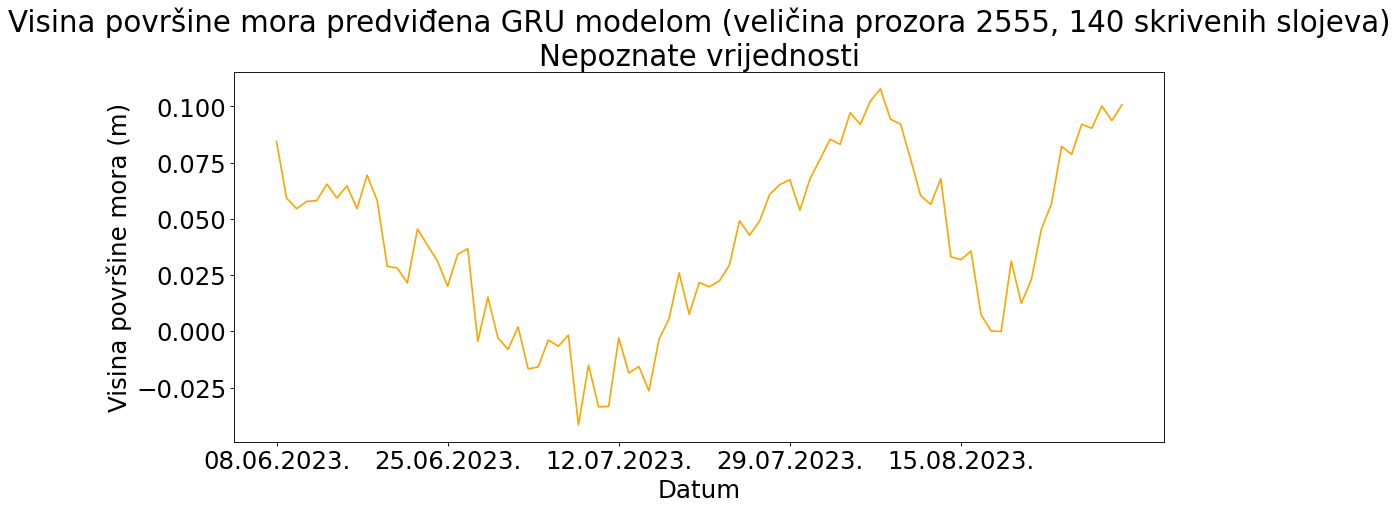 Visina površine mora predviđena GRU modelom (veličina prozora 2555, 140 skrivenih slojeva)
Nepoznate vrijednosti
Visina površine mora (m)
0.100
0.075
0.050
0.025
0.000
−0.025
08.06.2023. 25.06.2023. 12.07.2023. 29.07.2023. 15.08.2023.
Datum